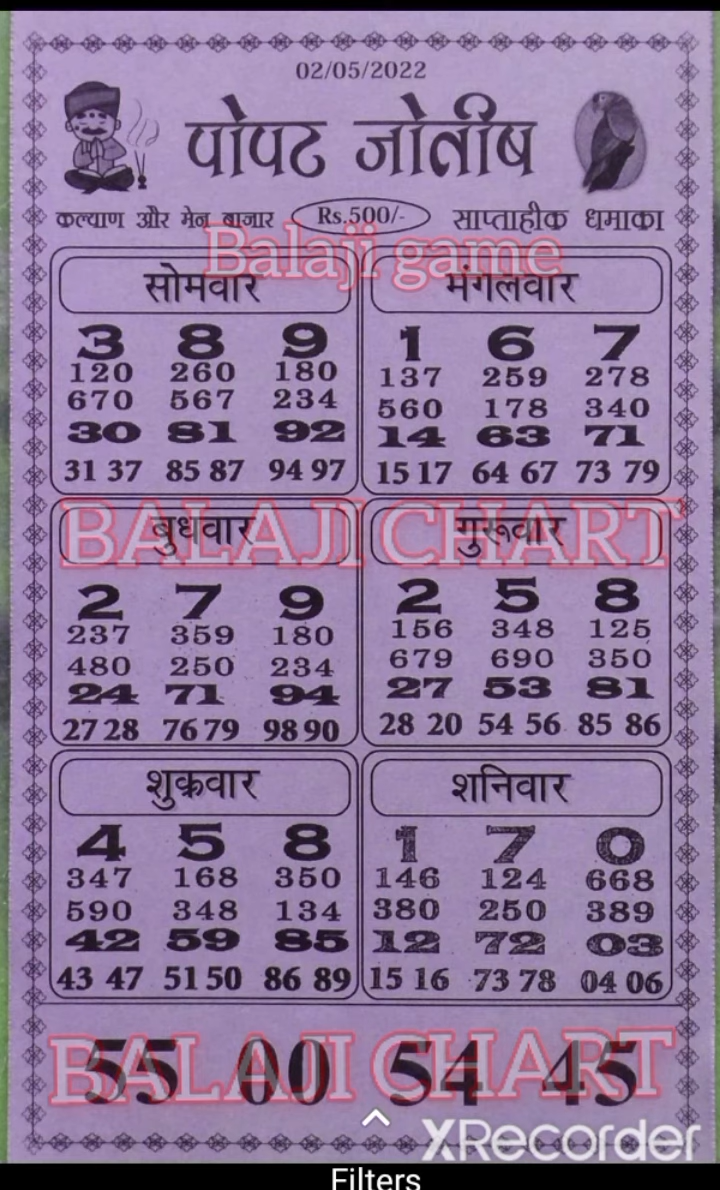 02/05/2022
पोपट जोतीष
कल्याण और मेन बाजार Rs.500/- साप्ताहीक धमाका
Balaji game
सोमवार मंगलवार
3 8 9 1 6 7
120 260 180 137 259 278
670 567 234 560 178 340
30 81 92 14 63 71
31 37 85 87 94 97 15 17 64 67 73 79
BALAJI CHART
बुधवार गुरूवार
2 7 9 2 5 8
237 359 180 156 348 125
480 250 234 679 690 350
24 71 94 27 53 81
27 28 76 79 98 90 28 20 54 56 85 86
शुक्रवार शनिवार
4 5 8 1 7 0
347 168 350 146 124 668
590 348 134 380 250 389
42 59 85 12 72 03
43 47 51 50 86 89 15 16 73 78 04 06
55 00 54 45
BALAJI CHART
XRecorder
Filters